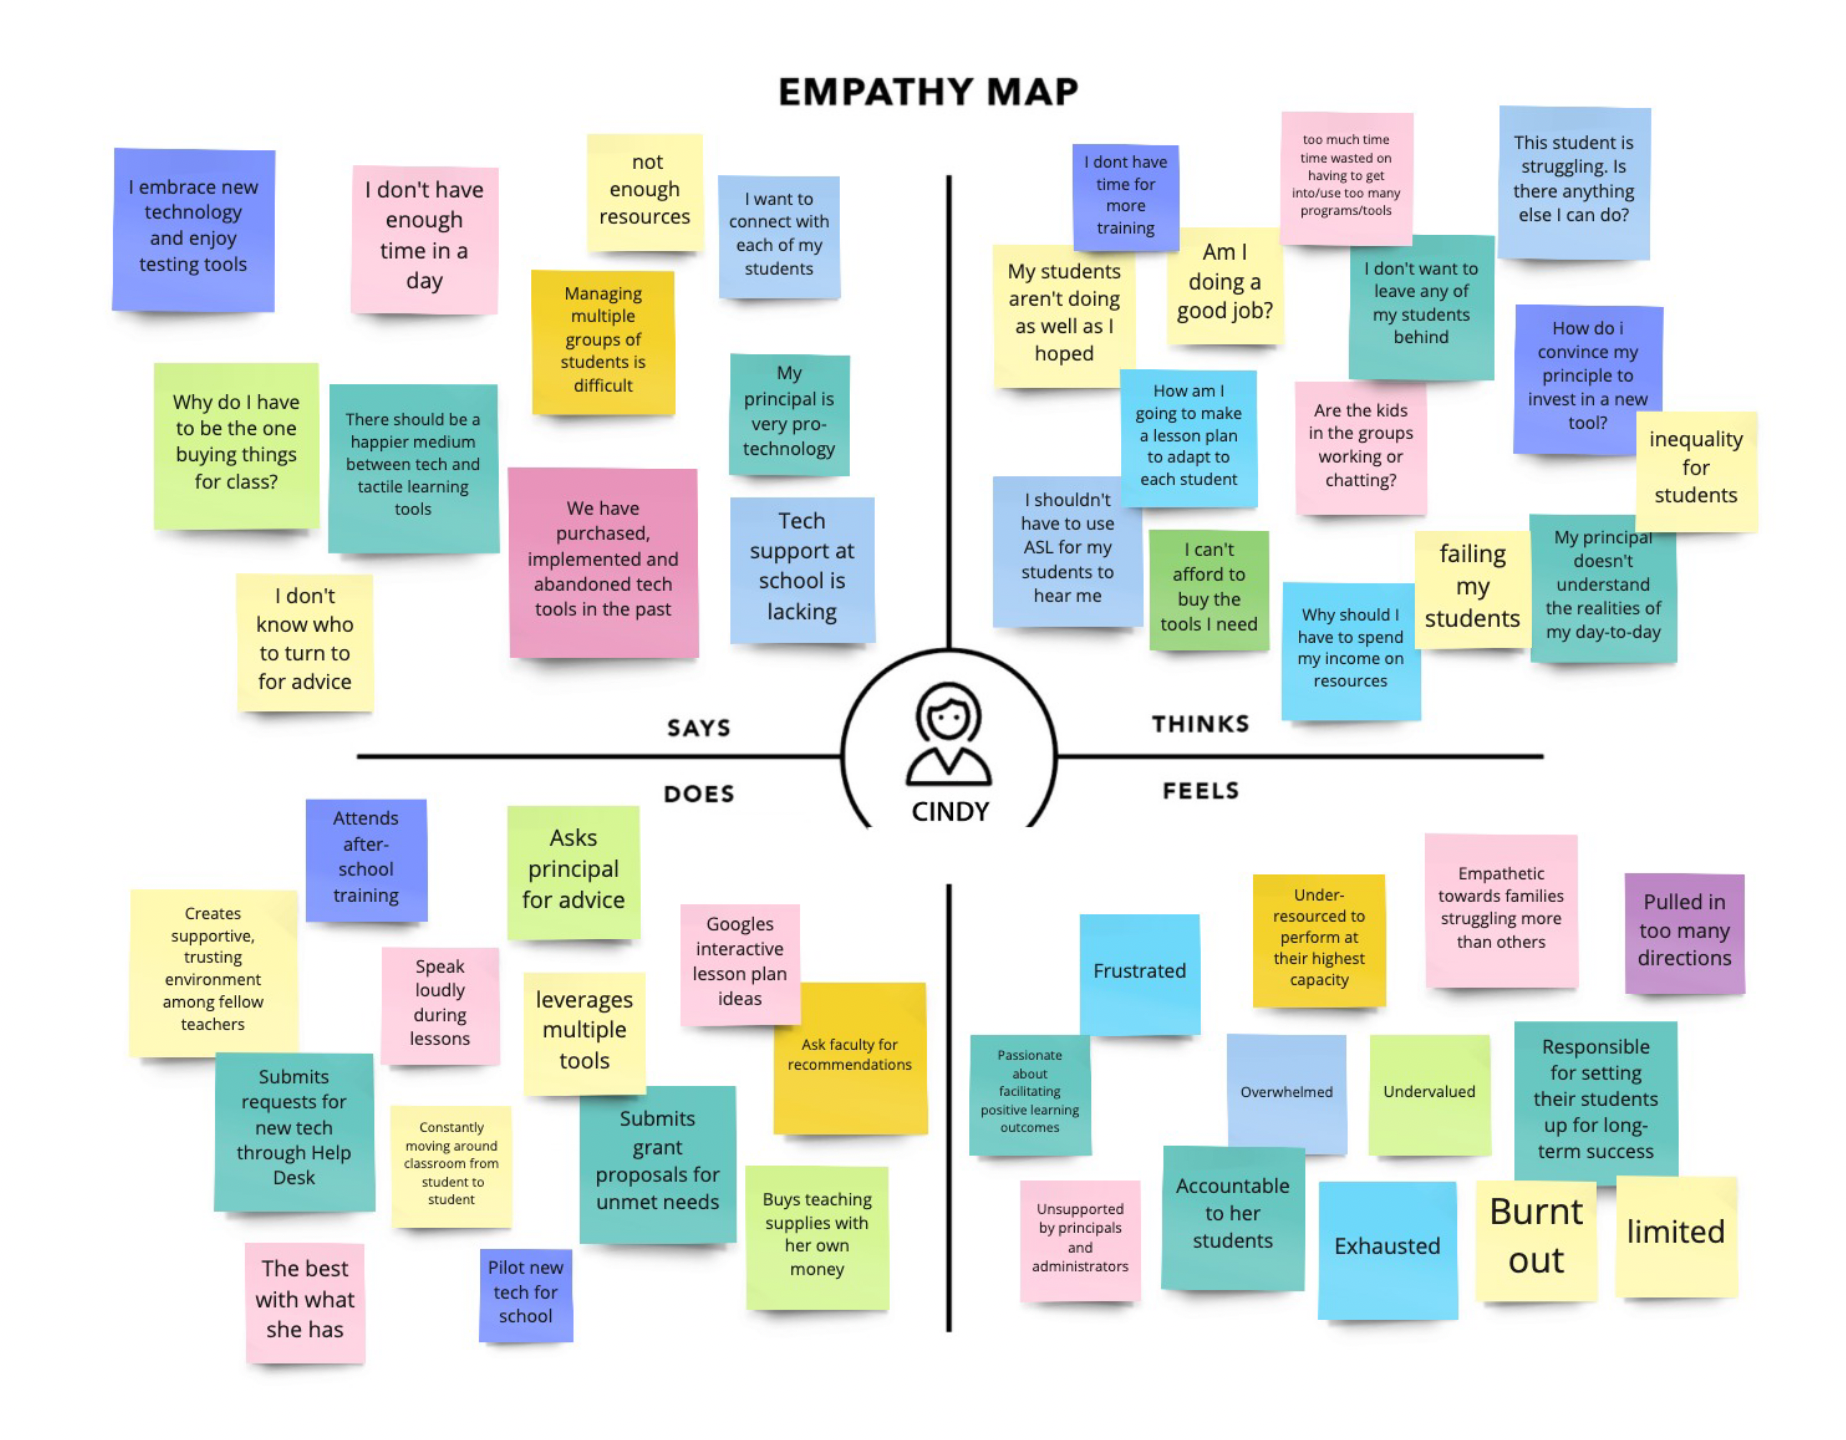 EMPATHY MAP
I embrace new
technology
and enjoy
testing tools
I don't have
enough
time in a
day
not
enough
resources
I want to
connect with
each of my
students
Managing
multiple
groups of
students is
difficult
Why do I have
to be the one
buying things
for class?
There should be a
happier medium
between tech and
tactile learning
tools
My
principal is
very pro-
technology
We have
purchased,
implemented and
abandoned tech
tools in the past
Tech
support at
school is
lacking
I don't
know who
to turn to
for advice
SAYS
I dont have
time for
more
training
too much time
time wasted on
having to get
into/use too many
programs/tools
This student is
struggling. Is
there anything
else I can do?
My students
aren't doing
as well as I
hoped
Am I
doing a
good job?
I don't want to
leave any of
my students
behind
How do i
convince my
principle to
invest in a new
tool?
How am I
going to make
a lesson plan
to adapt to
each student
Are the kids
in the groups
working or
chatting?
inequality
for
students
I shouldn't
have to use
ASL for my
students to
hear me
I can't
afford to
buy the
tools I need
Why should I
have to spend
my income on
resources
failing
my
students
My principal
doesn't
understand
the realities of
my day-to-day
THINKS
CINDY
DOES
Attends
after-
school
training
Asks
principal
for advice
Creates
supportive,
trusting
environment
among fellow
teachers
Speak
loudly
during
lessons
leverages
multiple
tools
Googles
interactive
lesson plan
ideas
Ask faculty for
recommendations
Submits
requests for
new tech
through Help
Desk
Constantly
moving around
classroom from
student to
student
Submits
grant
proposals for
unmet needs
Buys teaching
supplies with
her own
money
The best
with what
she has
Pilot new
tech for
school
FEELS
Frustrated
Under-
resourced to
perform at
their highest
capacity
Empathetic
towards families
struggling more
than others
Pulled in
too many
directions
Passionate
about
facilitating
positive learning
outcomes
Overwhelmed
Undervalued
Responsible
for setting
their students
up for long-
term success
Unsupported
by principals
and
administrators
Accountable
to her
students
Exhausted
Burnt
out
limited